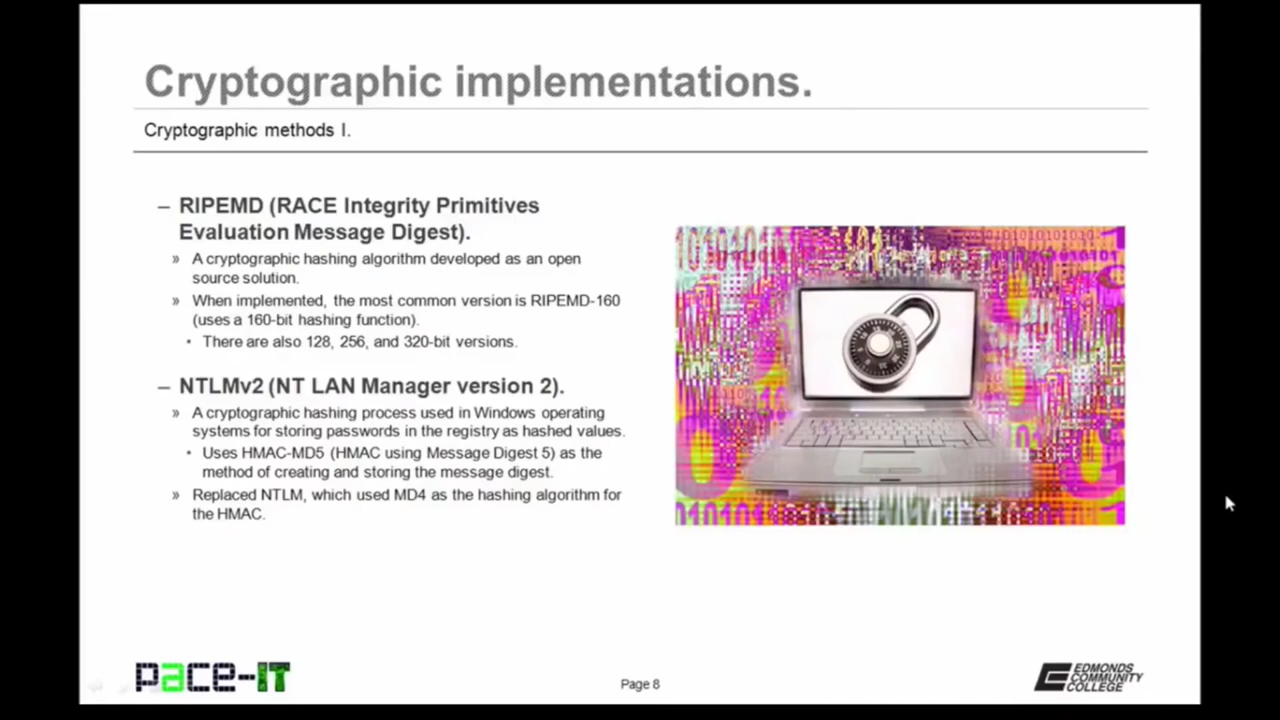 Cryptographic implementations.
Cryptographic methods I.
– RIPEMD (RACE Integrity Primitives
Evaluation Message Digest).
» A cryptographic hashing algorithm developed as an open
source solution.
» When implemented, the most common version is RIPEMD-160
(uses a 160-bit hashing function).
• There are also 128, 256, and 320-bit versions.
– NTLMv2 (NT LAN Manager version 2).
» A cryptographic hashing process used in Windows operating
systems for storing passwords in the registry as hashed values.
• Uses HMAC-MD5 (HMAC using Message Digest 5) as the
method of creating and storing the message digest.
» Replaced NTLM, which used MD4 as the hashing algorithm for
the HMAC.
pace-IT
Page 8
EDMONDS
COMMUNITY
COLLEGE